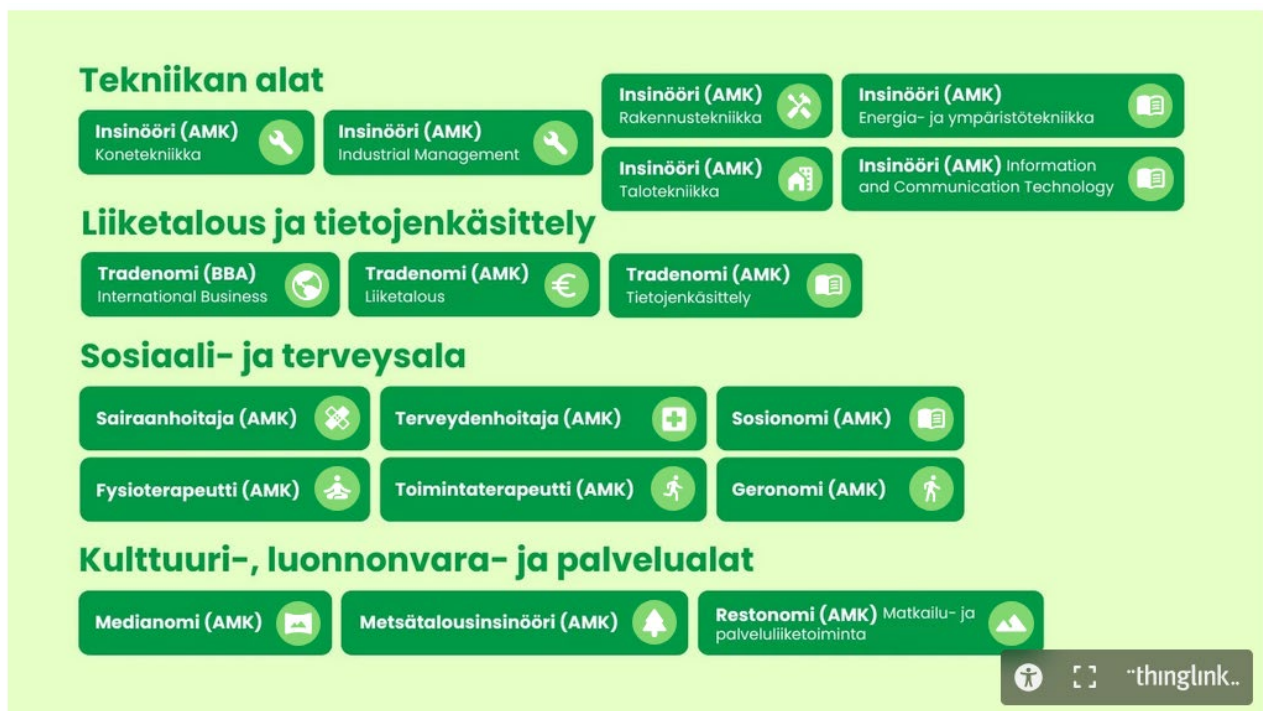 Tekniikan alat
Insinööri (AMK)
Konetekniikka
Insinööri (AMK)
Industrial Management
Insinööri (AMK)
Rakennustekniikka
Insinööri (AMK)
Energia- ja ympäristötekniikka
Insinööri (AMK)
Talotekniikka
Insinööri (AMK) Information
and Communication Technology
Liiketalous ja tietojenkäsittely
Tradenomi (BBA)
International Business
Tradenomi (AMK)
Liiketalous
Tradenomi (AMK)
Tietojenkäsittely
Sosiaali- ja terveysala
Sairaanhoitaja (AMK)
Terveydenhoitaja (AMK)
Sosionomi (AMK)
Fysioterapeutti (AMK)
Toimintaterapeutti (AMK)
Geronomi (AMK)
Kulttuuri-, luonnonvara- ja palvelualat
Medianomi (AMK)
Metsätalousinsinööri (AMK)
Restonomi (AMK) Matkailu- ja
palveluliiketoiminta
¨thinglink..